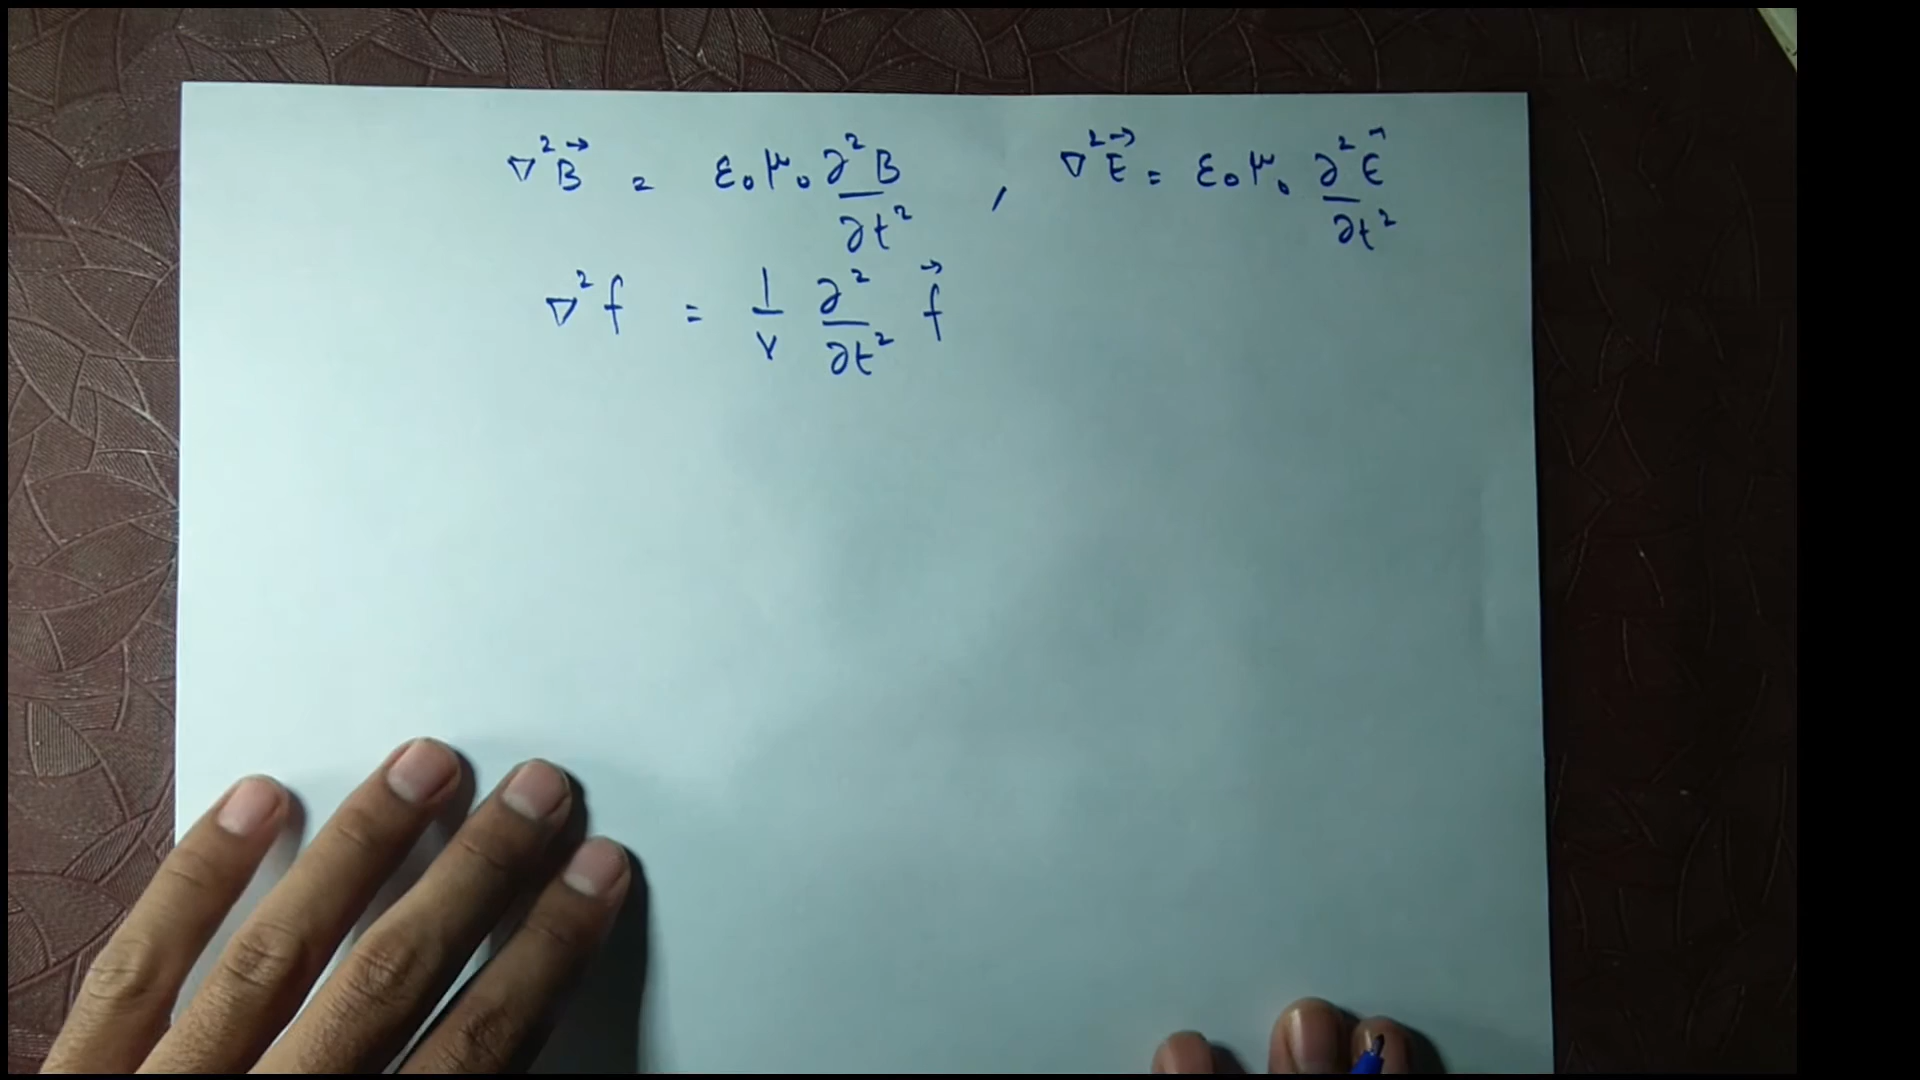 ∇²B⃗ = ε₀μ₀ ∂²B/∂t² , ∇²E⃗ = ε₀μ₀ ∂²E⃗/∂t²
∇²f = 1/v ∂²/∂t² f⃗